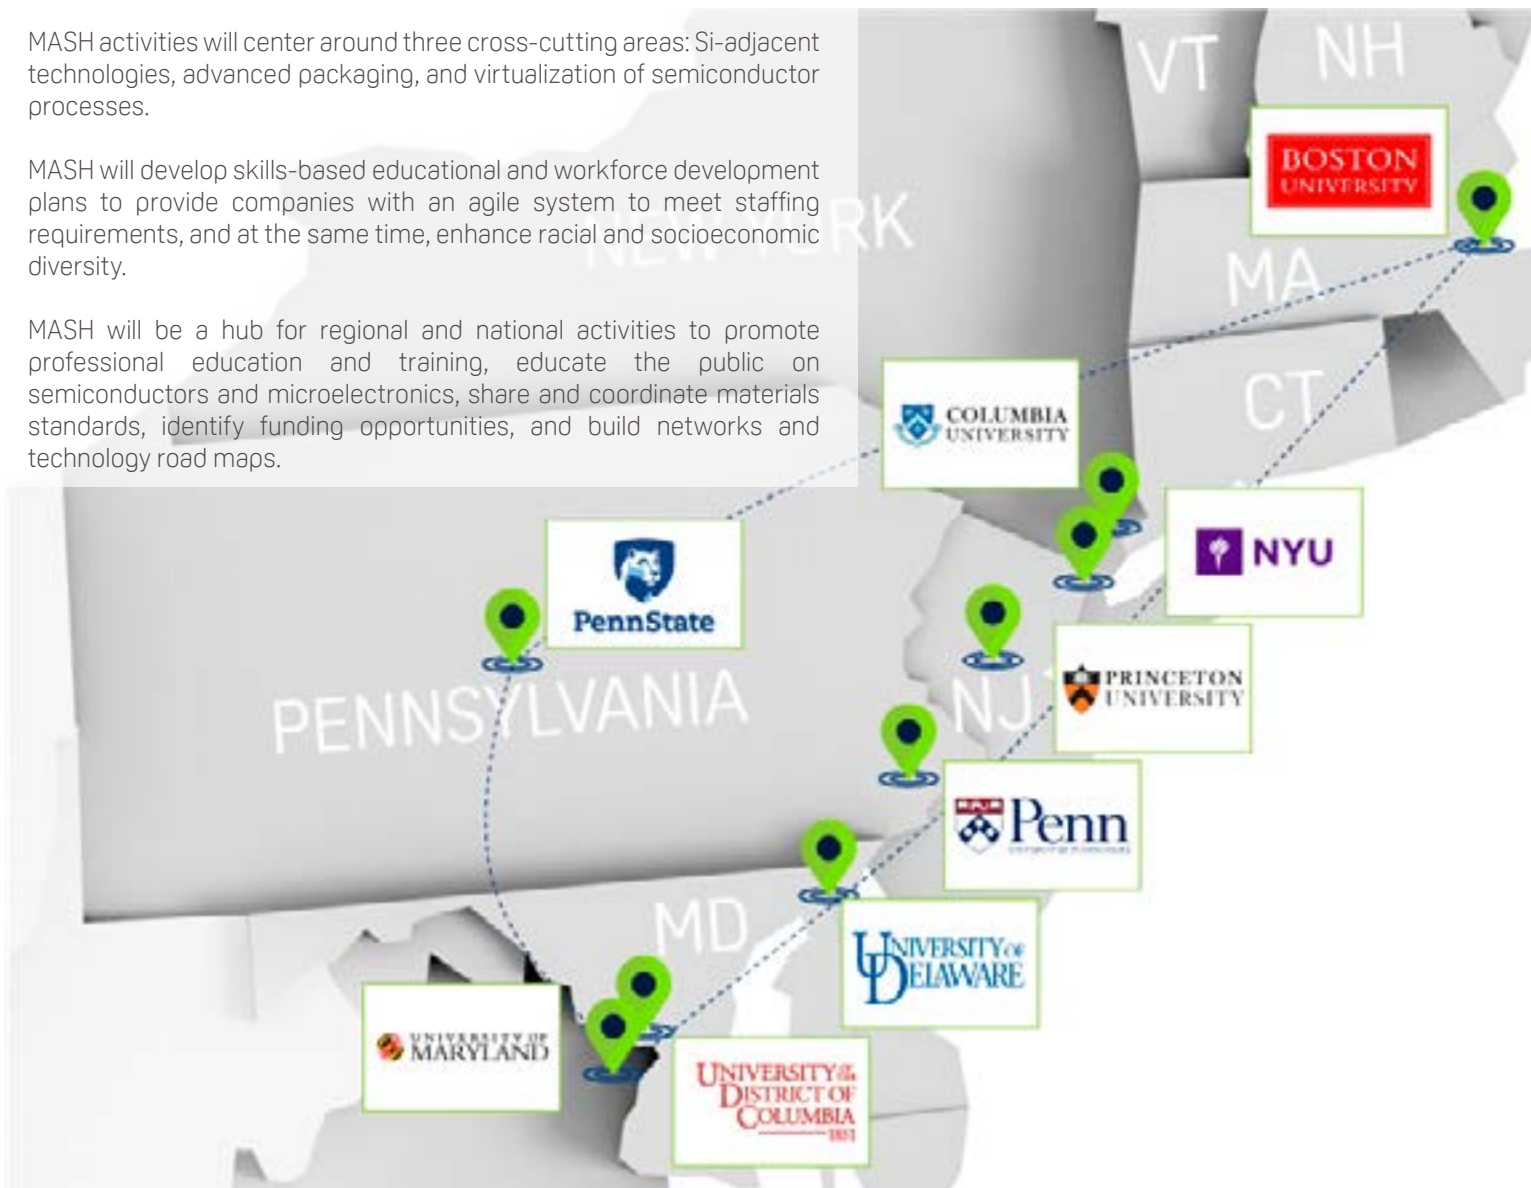 MASH activities will center around three cross-cutting areas: Si-adjacent
technologies, advanced packaging, and virtualization of semiconductor
processes.
MASH will develop skills-based educational and workforce development
plans to provide companies with an agile system to meet staffing
requirements, and at the same time, enhance racial and socioeconomic
diversity.
MASH will be a hub for regional and national activities to promote
professional education and training, educate the public on
semiconductors and microelectronics, share and coordinate materials
standards, identify funding opportunities, and build networks and
technology road maps.
VT
NH
BOSTON
UNIVERSITY
NEW YORK
MA
CT
COLUMBIA
UNIVERSITY
NYU
PennState
PENNSYLVANIA
NJ
PRINCETON
UNIVERSITY
Penn
MD
UNIVERSITY OF
DELAWARE
UNIVERSITY OF
MARYLAND
UNIVERSITY of the
DISTRICT OF
COLUMBIA
1851